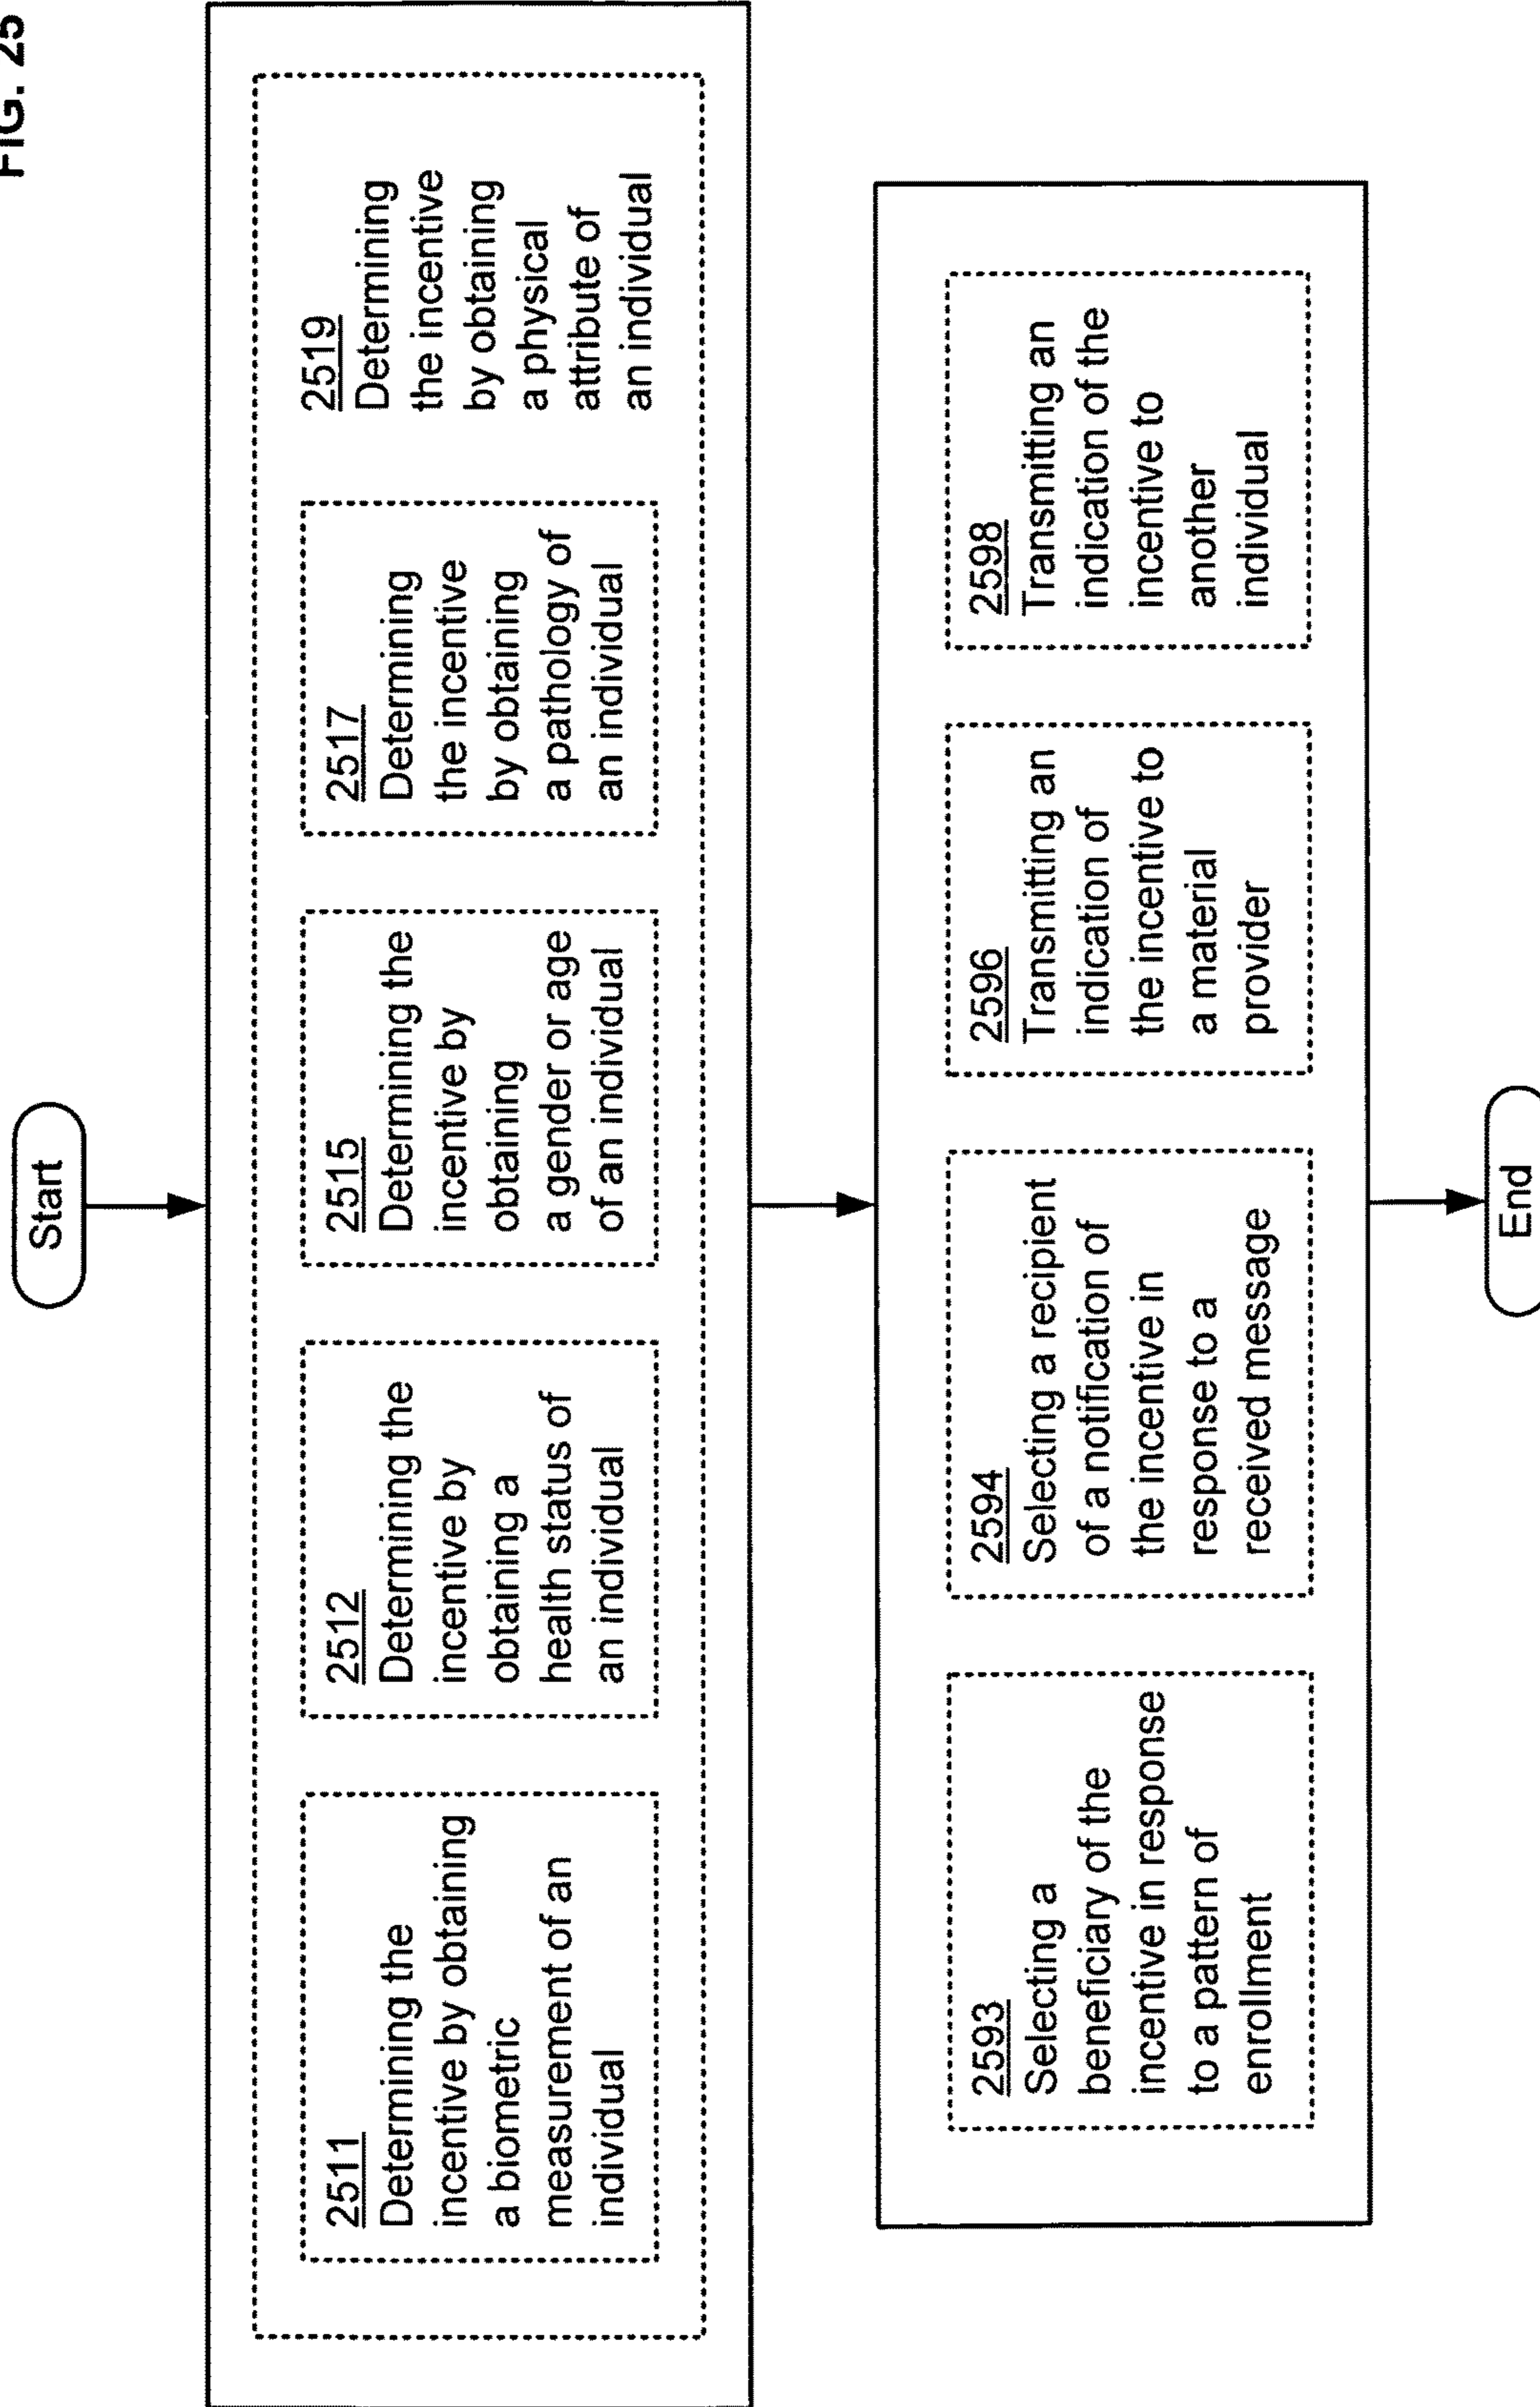 FIG. 25
Start
2511
Determining the
incentive by obtaining
a biometric
measurement of an
individual
2512
Determining the
incentive by
obtaining a
health status of
an individual
2515
Determining the
incentive by
obtaining
a gender or age
of an individual
2517
Determining
the incentive
by obtaining
a pathology of
an individual
2519
Determining
the incentive
by obtaining
a physical
attribute of
an individual
2593
Selecting a
beneficiary of the
incentive in response
to a pattern of
enrollment
2594
Selecting a recipient
of a notification of
the incentive in
response to a
received message
2596
Transmitting an
indication of
the incentive to
a material
provider
2598
Transmitting an
indication of the
incentive to
another
individual
End